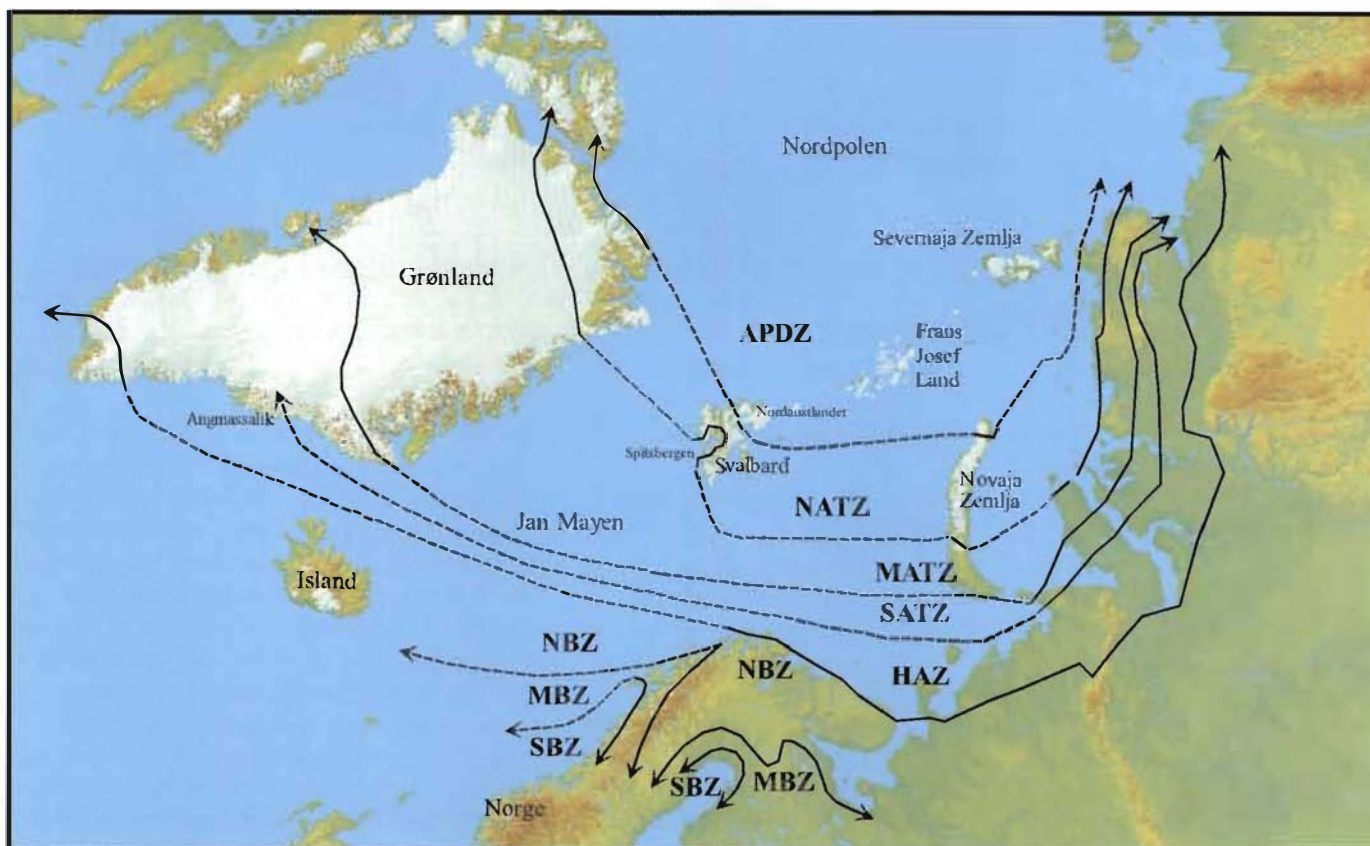 Nordpolen
Severnaja Zemlja
Grønland
Frans
Josef
Land
APDZ
Angmassalik
Nordaustlandet
Spitsbergen
Svalbard
Novaja
Zemlja
NATZ
Jan Mayen
MATZ
Island
SATZ
NBZ
NBZ
HAZ
MBZ
SBZ
SBZ
MBZ
Norge